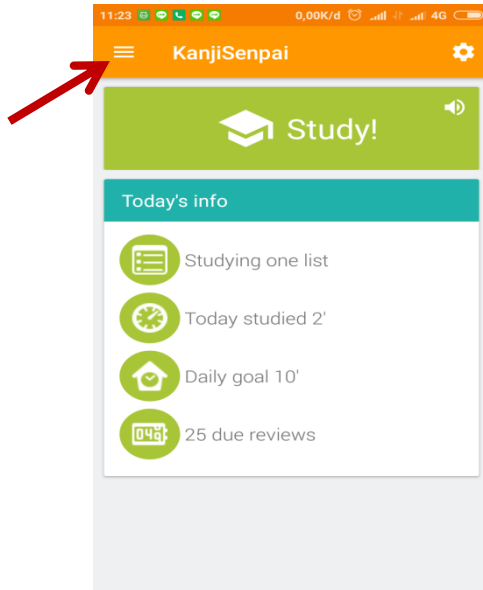 11:23 0,00K/d 4G
KanjiSenpai
Study!
Today's info
Studying one list
Today studied 2'
Daily goal 10'
25 due reviews